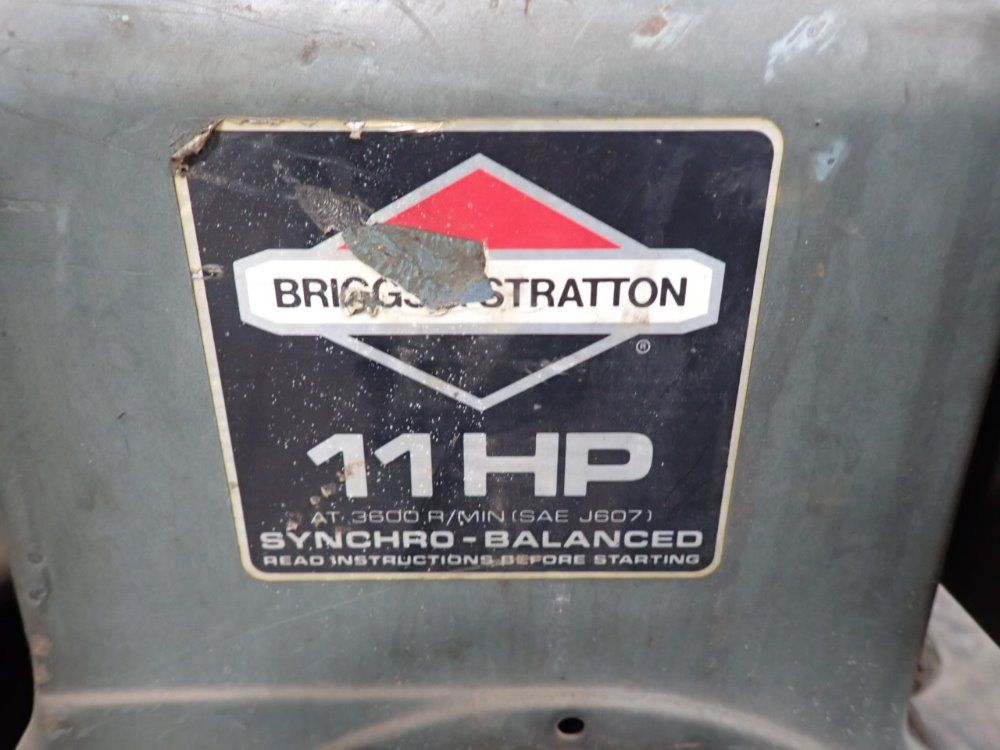 BRIGGS & STRATTON
®
11 HP
AT 3600 R/MIN (SAE J607)
SYNCHRO-BALANCED
READ INSTRUCTIONS BEFORE STARTING